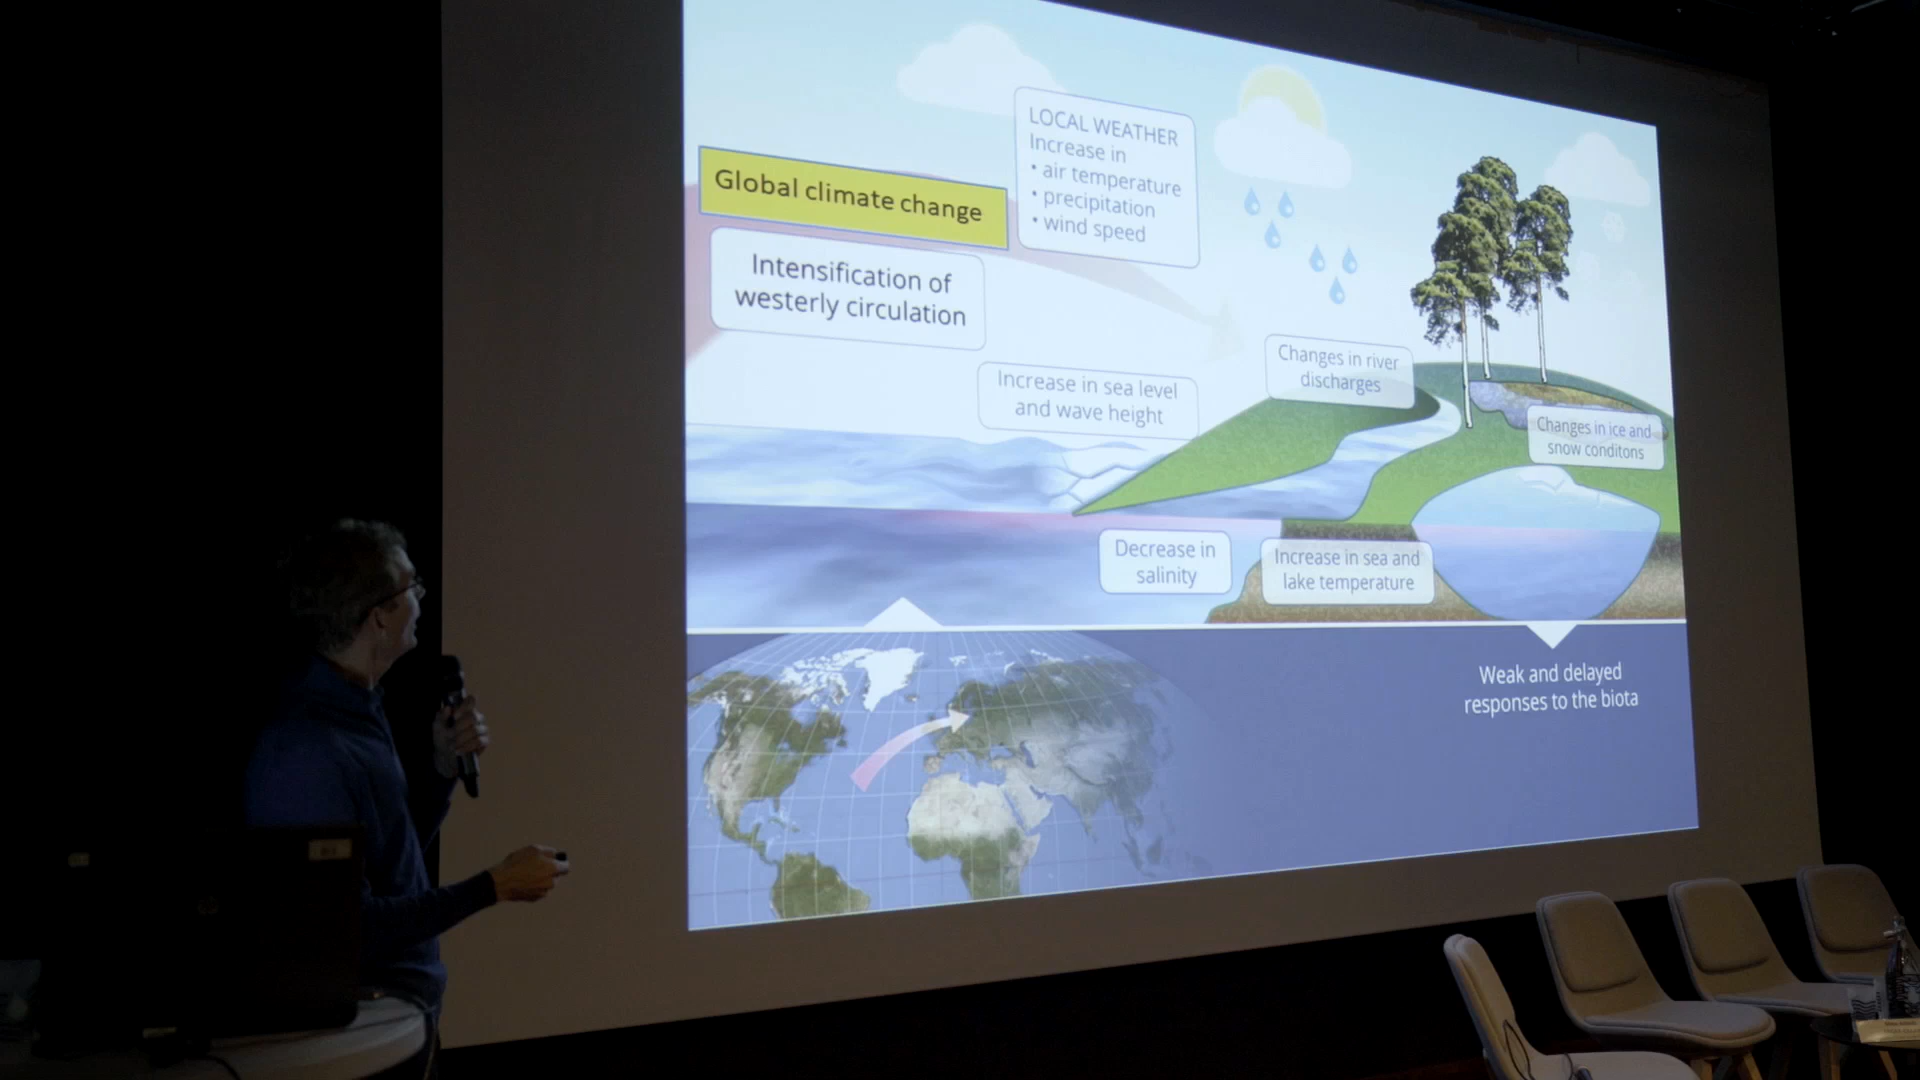 LOCAL WEATHER
Increase in
• air temperature
• precipitation
• wind speed
Global climate change
Intensification of
westerly circulation
Increase in sea level
and wave height
Changes in river
discharges
Changes in ice and
snow conditons
Decrease in
salinity
Increase in sea and
lake temperature
Weak and delayed
responses to the biota